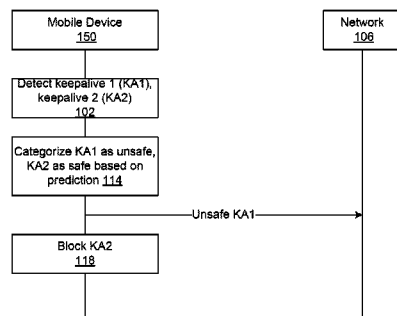 Mobile Device
150
Network
106
Detect keepalive 1 (KA1),
keepalive 2 (KA2)
102
Categorize KA1 as unsafe,
KA2 as safe based on
prediction 114
Unsafe KA1
Block KA2
118